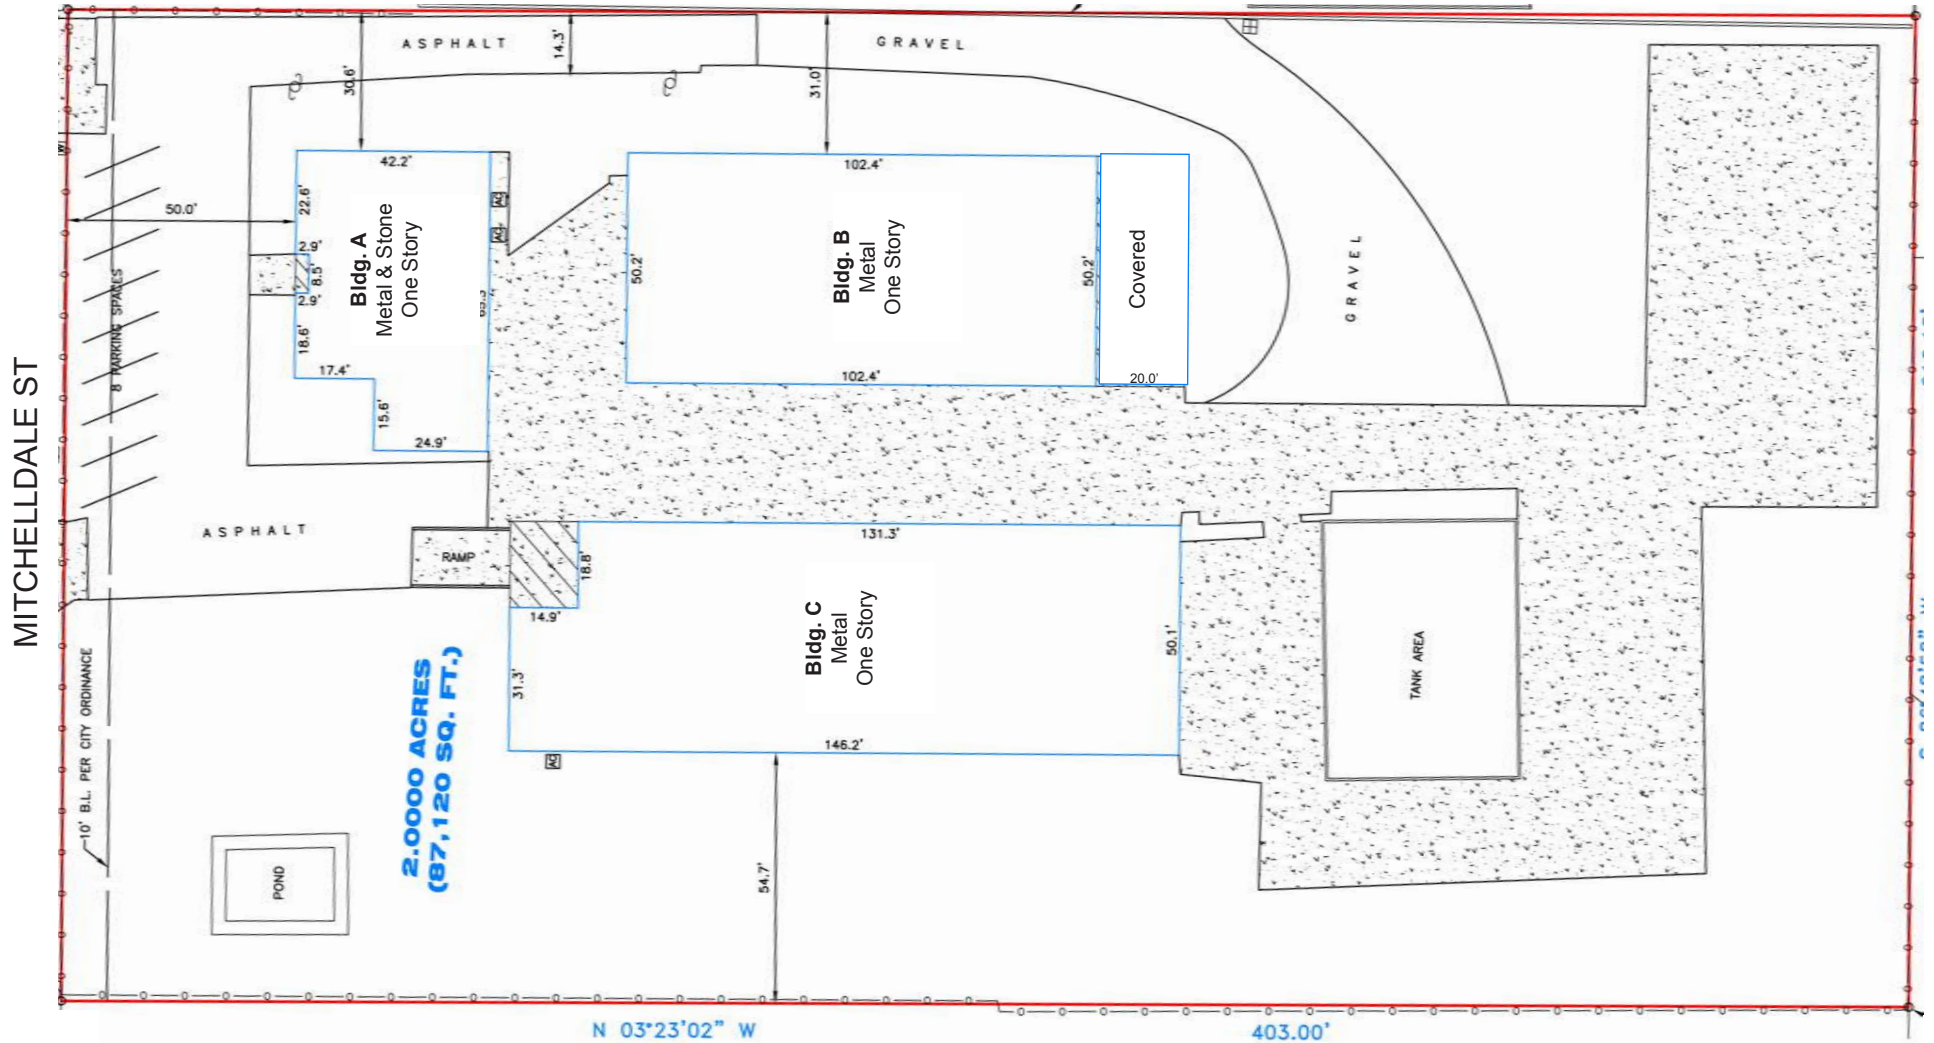 ASPHALT
14.3'
GRAVEL
30.6'
31.0'
42.2'
102.4'
22.6'
50.0'
Bldg. A
Metal & Stone
One Story
AC
AC
2.9'
8.5'
2.9'
18.6'
17.4'
15.6'
24.9'
8 PARKING SPACES
50.2'
Bldg. B
Metal
One Story
50.2'
Covered
102.4'
20.0'
GRAVEL
MITCHELLDALE ST
ASPHALT
RAMP
18.8'
14.9'
131.3'
31.3'
Bldg. C
Metal
One Story
50.1'
TANK AREA
146.2'
AC
10' B.L. PER CITY ORDINANCE
2.0000 ACRES
(87,120 SQ. FT.)
POND
54.7'
N 03°23'02" W
403.00'